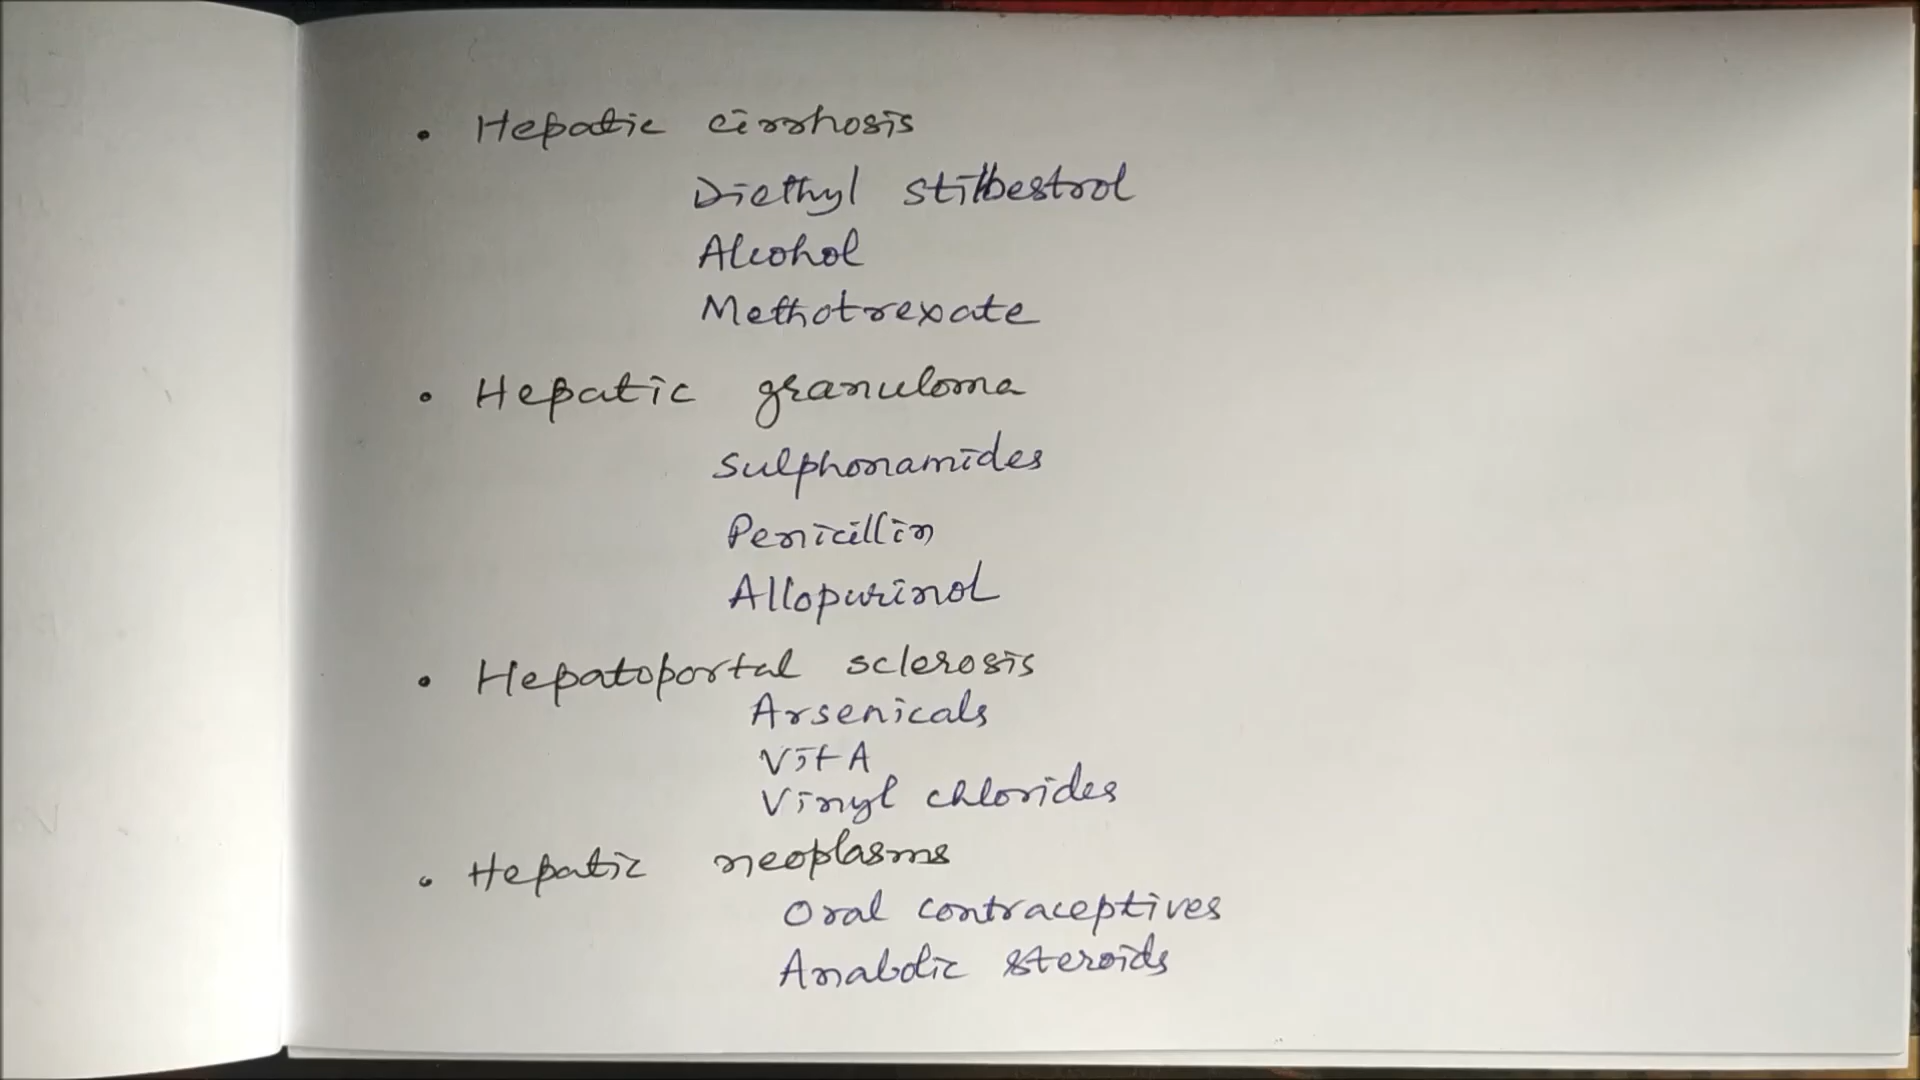 • Hepatic cirrhosis
Diethyl stilbestrol
Alcohol
Methotrexate
• Hepatic granuloma
Sulphonamides
Penicillin
Allopurinol
• Hepatoportal sclerosis
Arsenicals
Vit A
Vinyl chlorides
• Hepatic neoplasms
Oral contraceptives
Anabolic steroids